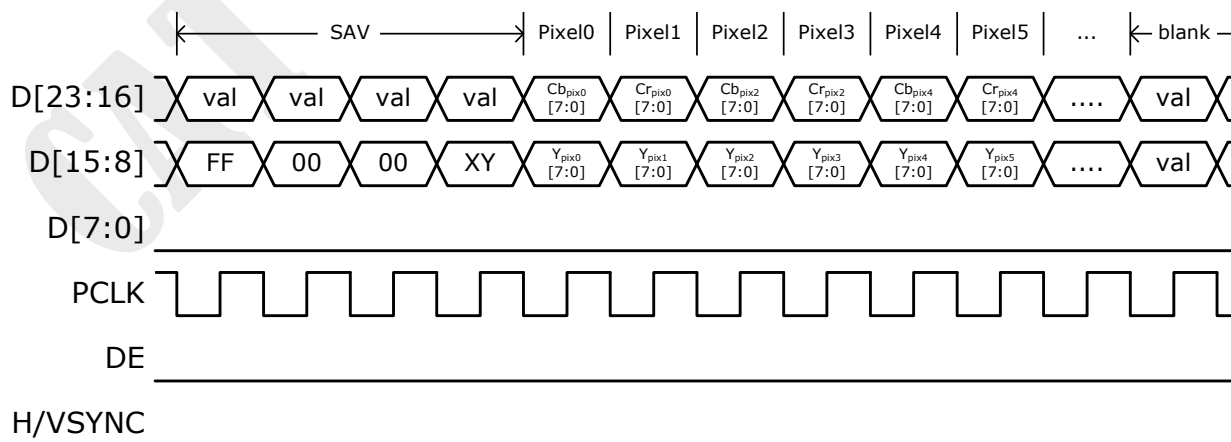 SAV Pixel0 Pixel1 Pixel2 Pixel3 Pixel4 Pixel5 ... blank
D[23:16] val val val val Cbpix0 [7:0] Crpix0 [7:0] Cbpix2 [7:0] Crpix2 [7:0] Cbpix4 [7:0] Crpix4 [7:0] .... val
D[15:8] FF 00 00 XY Ypix0 [7:0] Ypix1 [7:0] Ypix2 [7:0] Ypix3 [7:0] Ypix4 [7:0] Ypix5 [7:0] .... val
D[7:0]
PCLK
DE
H/VSYNC